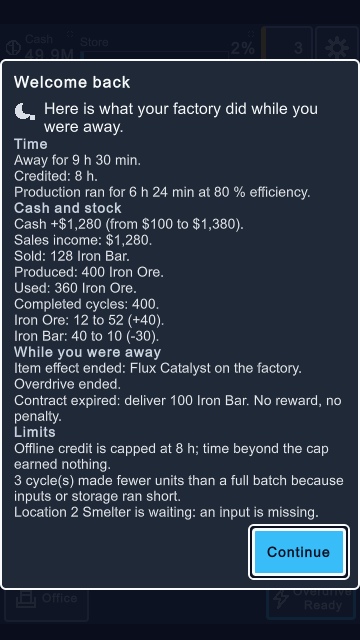 Cash
Store
49.9M
2%
3
Welcome back
Here is what your factory did while you
were away.
Time
Away for 9 h 30 min.
Credited: 8 h.
Production ran for 6 h 24 min at 80 % efficiency.
Cash and stock
Cash +$1,280 (from $100 to $1,380).
Sales income: $1,280.
Sold: 128 Iron Bar.
Produced: 400 Iron Ore.
Used: 360 Iron Ore.
Completed cycles: 400.
Iron Ore: 12 to 52 (+40).
Iron Bar: 40 to 10 (-30).
While you were away
Item effect ended: Flux Catalyst on the factory.
Overdrive ended.
Contract expired: deliver 100 Iron Bar. No reward, no
penalty.
Limits
Offline credit is capped at 8 h; time beyond the cap
earned nothing.
3 cycle(s) made fewer units than a full batch because
inputs or storage ran short.
Location 2 Smelter is waiting: an input is missing.
Continue
Office
Overdrive
Ready